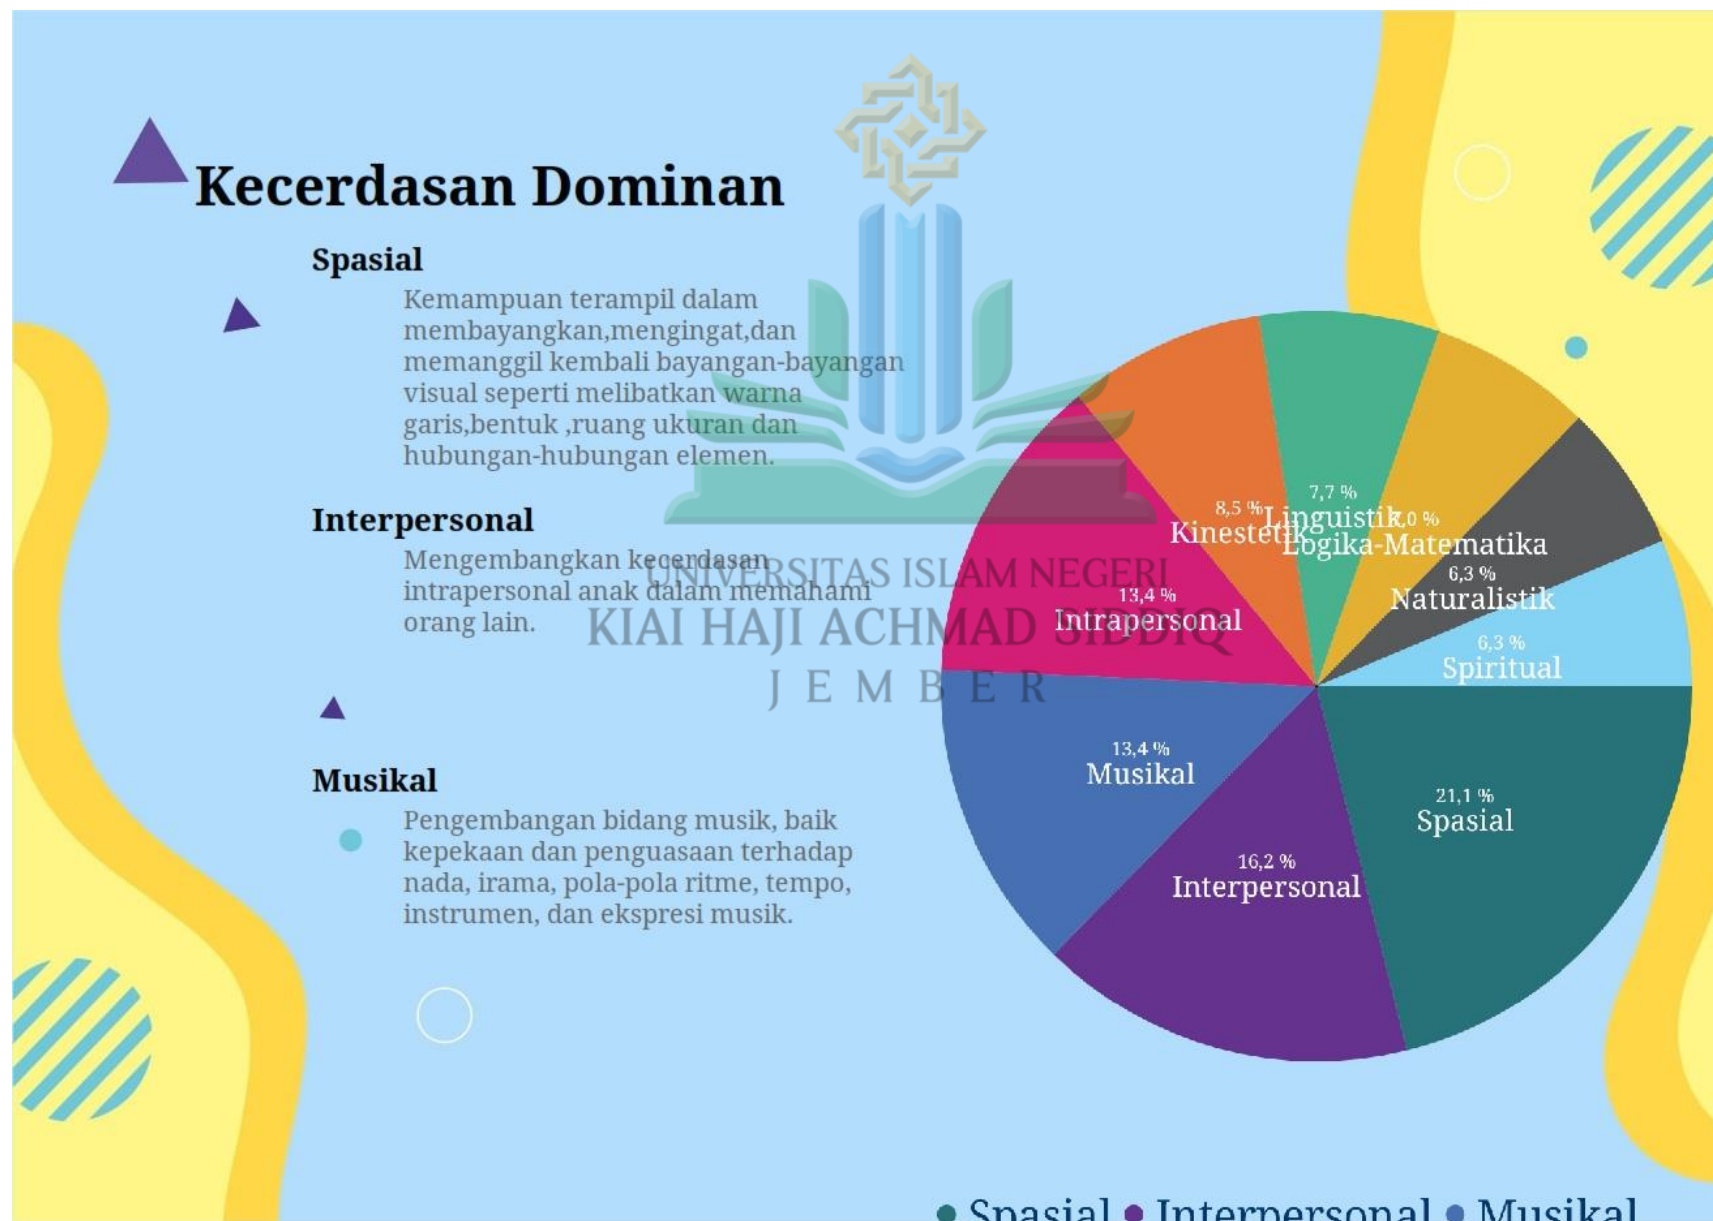 Kecerdasan Dominan
Spasial
Kemampuan terampil dalam
membayangkan,mengingat,dan
memanggil kembali bayangan-bayangan
visual seperti melibatkan warna
garis,bentuk ,ruang ukuran dan
hubungan-hubungan elemen.
Interpersonal
Mengembangkan kecerdasan
intrapersonal anak dalam memahami
orang lain.
Musikal
Pengembangan bidang musik, baik
kepekaan dan penguasaan terhadap
nada, irama, pola-pola ritme, tempo,
instrumen, dan ekspresi musik.
UNIVERSITAS ISLAM NEGERI
KIAI HAJI ACHMAD SIDDIQ
JEMBER
8,5 %
Kinestetik
7,7 %
Linguistik
,0 %
Logika-Matematika
6,3 %
Naturalistik
6,3 %
Spiritual
13,4 %
Intrapersonal
13,4 %
Musikal
16,2 %
Interpersonal
21,1 %
Spasial
Spasial Interpersonal Musikal